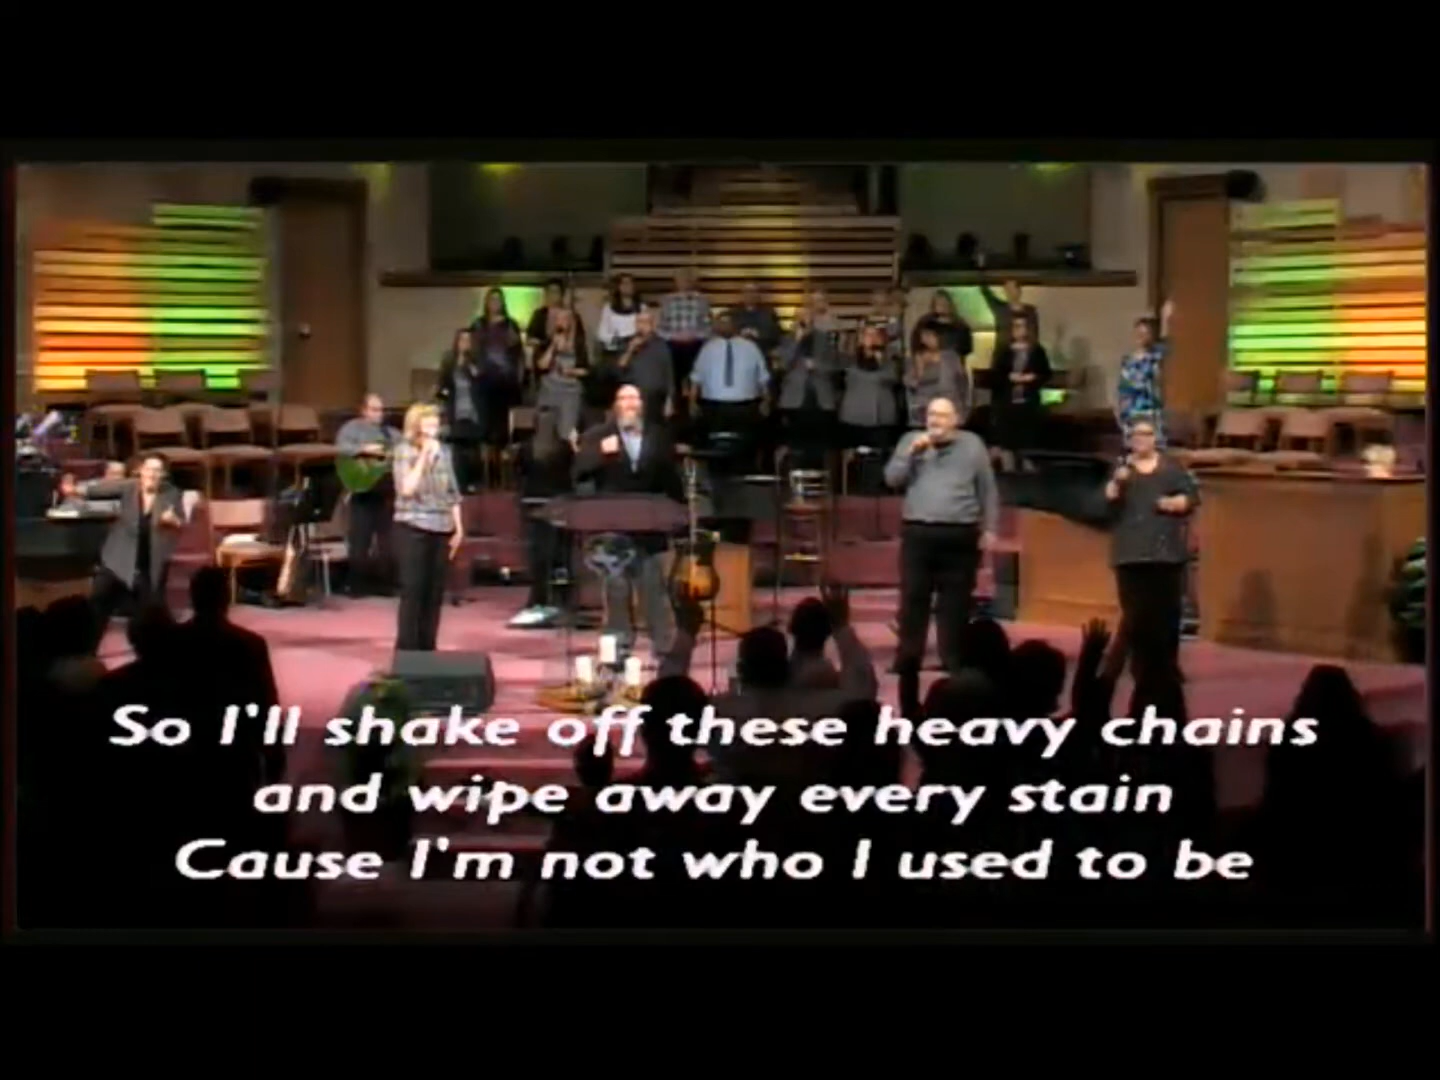 So I'll shake off these heavy chains
and wipe away every stain
Cause I'm not who I used to be